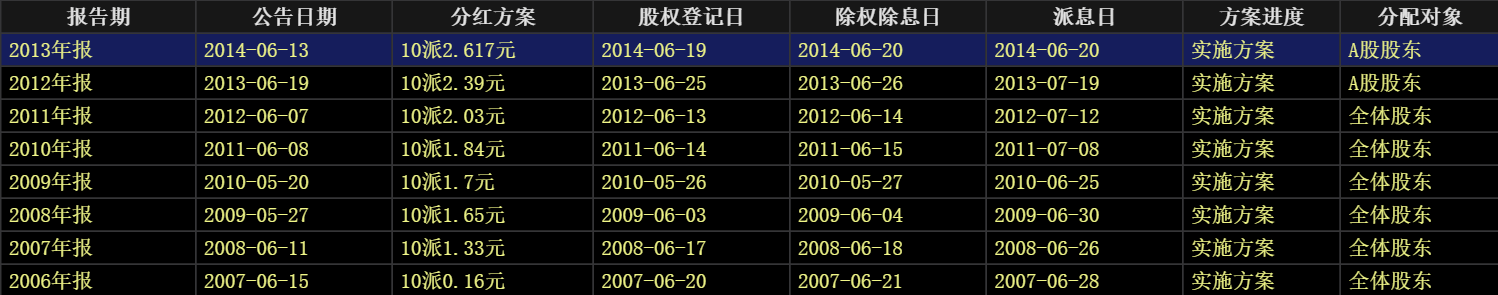 报告期 公告日期 分红方案 股权登记日 除权除息日 派息日 方案进度 分配对象
2013年报 2014-06-13 10派2.617元 2014-06-19 2014-06-20 2014-06-20 实施方案 A股股东
2012年报 2013-06-19 10派2.39元 2013-06-25 2013-06-26 2013-07-19 实施方案 A股股东
2011年报 2012-06-07 10派2.03元 2012-06-13 2012-06-14 2012-07-12 实施方案 全体股东
2010年报 2011-06-08 10派1.84元 2011-06-14 2011-06-15 2011-07-08 实施方案 全体股东
2009年报 2010-05-20 10派1.7元 2010-05-26 2010-05-27 2010-06-25 实施方案 全体股东
2008年报 2009-05-27 10派1.65元 2009-06-03 2009-06-04 2009-06-30 实施方案 全体股东
2007年报 2008-06-11 10派1.33元 2008-06-17 2008-06-18 2008-06-26 实施方案 全体股东
2006年报 2007-06-15 10派0.16元 2007-06-20 2007-06-21 2007-06-28 实施方案 全体股东